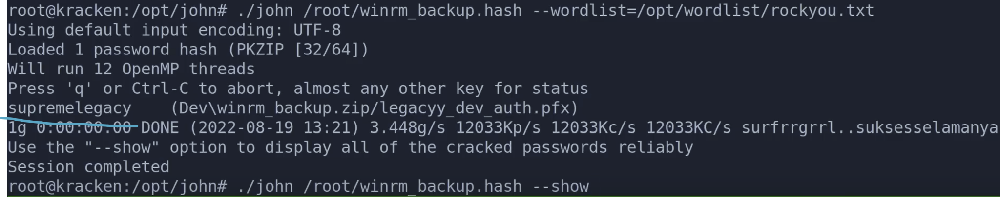 root@kracken:/opt/john# ./john /root/winrm_backup.hash --wordlist=/opt/wordlist/rockyou.txt
Using default input encoding: UTF-8
Loaded 1 password hash (PKZIP [32/64])
Will run 12 OpenMP threads
Press 'q' or Ctrl-C to abort, almost any other key for status
supremelegacy    (Dev\winrm_backup.zip/legacyy_dev_auth.pfx)
1g 0:00:00:00 DONE (2022-08-19 13:21) 3.448g/s 12033Kp/s 12033Kc/s 12033KC/s surfrrgrrl..suksesselamanya
Use the "--show" option to display all of the cracked passwords reliably
Session completed
root@kracken:/opt/john# ./john /root/winrm_backup.hash --show